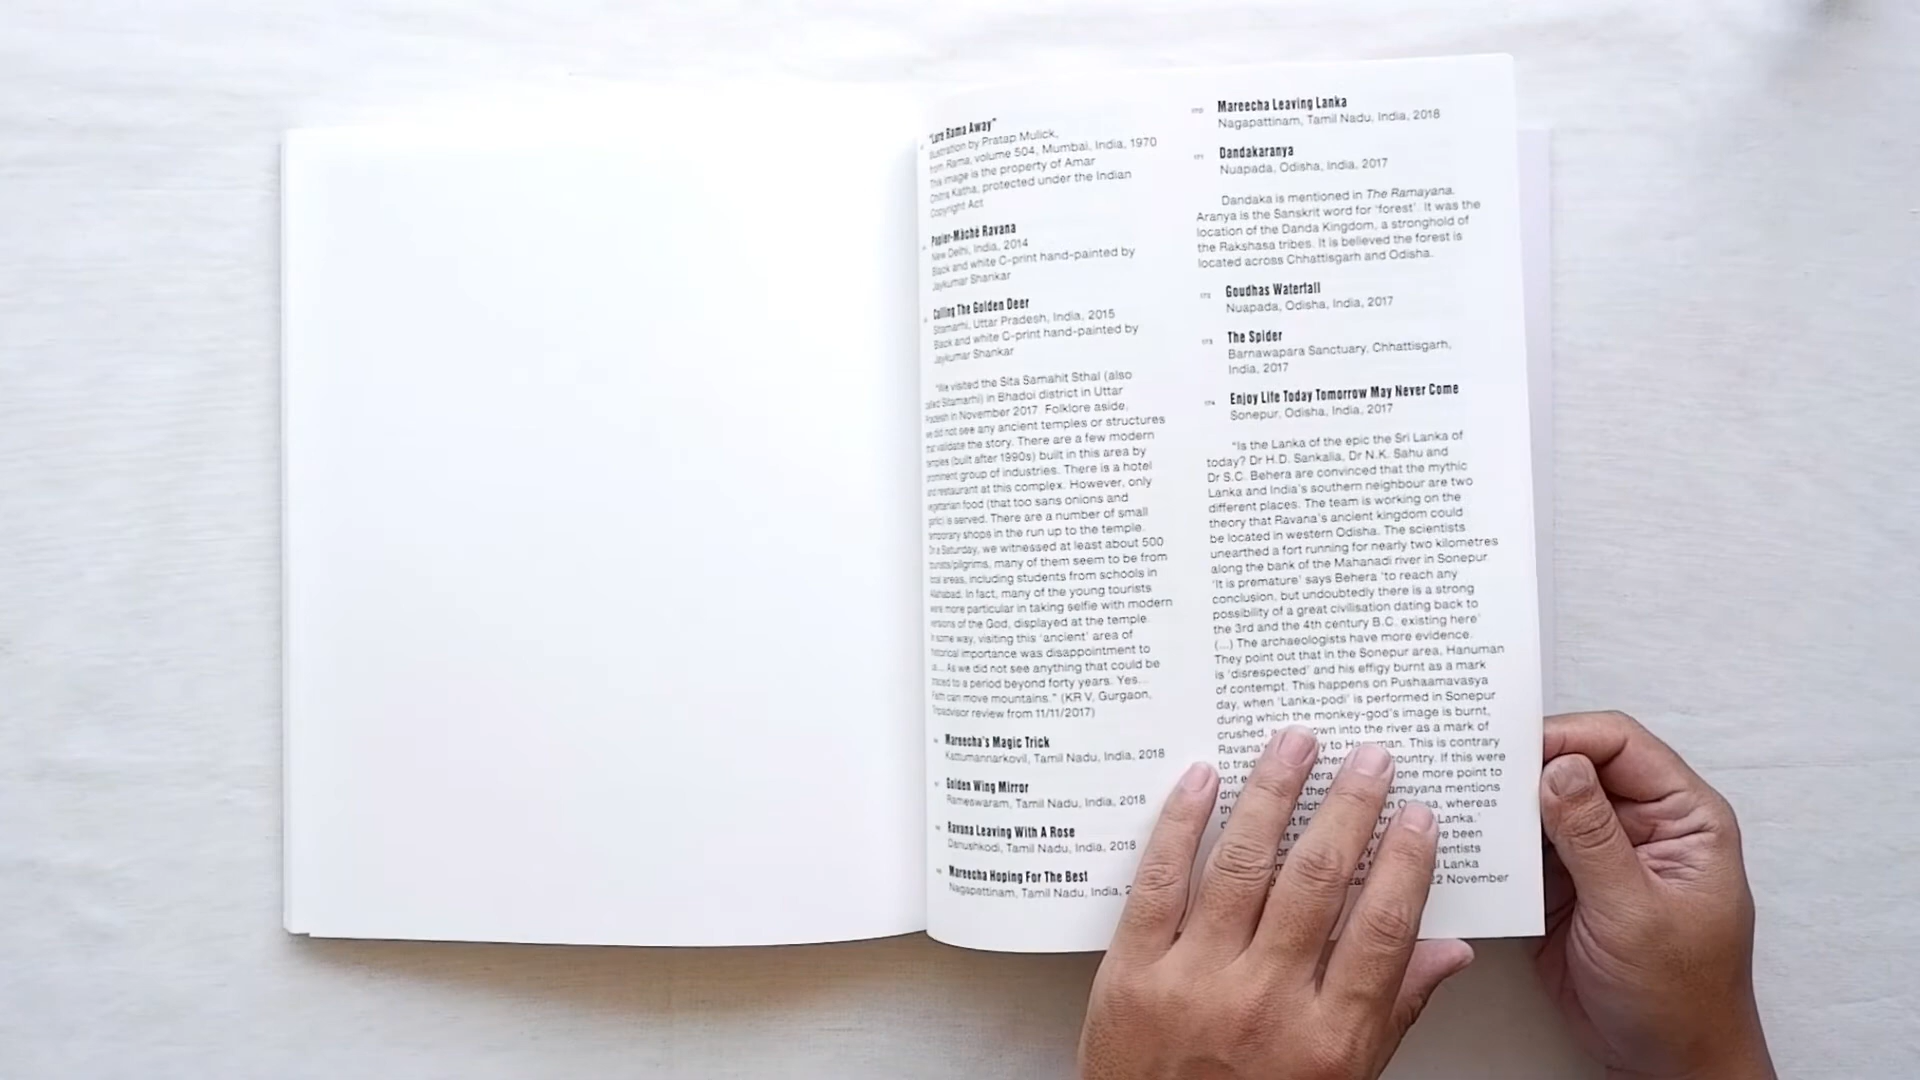 "Lure Rama Away"
Illustration by Pratap Mulick,
from Rama, volume 504, Mumbai, India, 1970
This image is the property of Amar
Chitra Katha, protected under the Indian
Copyright Act
Papier-Mâché Ravana
New Delhi, India, 2014
Black and white C-print hand-painted by
Jaykumar Shankar
Calling The Golden Deer
Sitamarhi, Uttar Pradesh, India, 2015
Black and white C-print hand-painted by
Jaykumar Shankar
"We visited the Sita Samahit Sthal (also
called Sitamarhi) in Bhadoi district in Uttar
Pradesh in November 2017. Folklore aside,
we did not see any ancient temples or structures
that validate the story. There are a few modern
temples (built after 1990s) built in this area by
prominent group of industries. There is a hotel
and restaurant at this complex. However, only
vegetarian food (that too sans onions and
garlic) is served. There are a number of small
temporary shops in the run up to the temple.
On a Saturday, we witnessed at least about 500
tourists/pilgrims, many of them seem to be from
local areas, including students from schools in
Allahabad. In fact, many of the young tourists
were more particular in taking selfie with modern
versions of the God, displayed at the temple.
In some way, visiting this 'ancient' area of
historical importance was disappointment to
us... As we did not see anything that could be
traced to a period beyond forty years. Yes...
Faith can move mountains." (KR V, Gurgaon,
Tripadvisor review from 11/11/2017)
Mareecha's Magic Trick
Kattumannarkovil, Tamil Nadu, India, 2018
Golden Wing Mirror
Rameswaram, Tamil Nadu, India, 2018
Ravana Leaving With A Rose
Danushkodi, Tamil Nadu, India, 2018
Mareecha Hoping For The Best
Nagapattinam, Tamil Nadu, India, 2
170 Mareecha Leaving Lanka
Nagapattinam, Tamil Nadu, India, 2018
171 Dandakaranya
Nuapada, Odisha, India, 2017
Dandaka is mentioned in The Ramayana.
Aranya is the Sanskrit word for 'forest'. It was the
location of the Danda Kingdom, a stronghold of
the Rakshasa tribes. It is believed the forest is
located across Chhattisgarh and Odisha.
172 Goudhas Waterfall
Nuapada, Odisha, India, 2017
173 The Spider
Barnawapara Sanctuary, Chhattisgarh,
India, 2017
174 Enjoy Life Today Tomorrow May Never Come
Sonepur, Odisha, India, 2017
"Is the Lanka of the epic the Sri Lanka of
today? Dr H.D. Sankalia, Dr N.K. Sahu and
Dr S.C. Behera are convinced that the mythic
Lanka and India's southern neighbour are two
different places. The team is working on the
theory that Ravana's ancient kingdom could
be located in western Odisha. The scientists
unearthed a fort running for nearly two kilometres
along the bank of the Mahanadi river in Sonepur
'It is premature' says Behera 'to reach any
conclusion, but undoubtedly there is a strong
possibility of a great civilisation dating back to
the 3rd and the 4th century B.C. existing here'
(...) The archaeologists have more evidence.
They point out that in the Sonepur area, Hanuman
is 'disrespected' and his effigy burnt as a mark
of contempt. This happens on Pushaamavasya
day, when 'Lanka-podi' is performed in Sonepur
during which the monkey-god's image is burnt,
crushed, own into the river as a mark of
Ravana's y to man. This is contrary
to country. If this were
not one more point to
amayana mentions
whereas
Lanka.'
been
Lanka
22 November